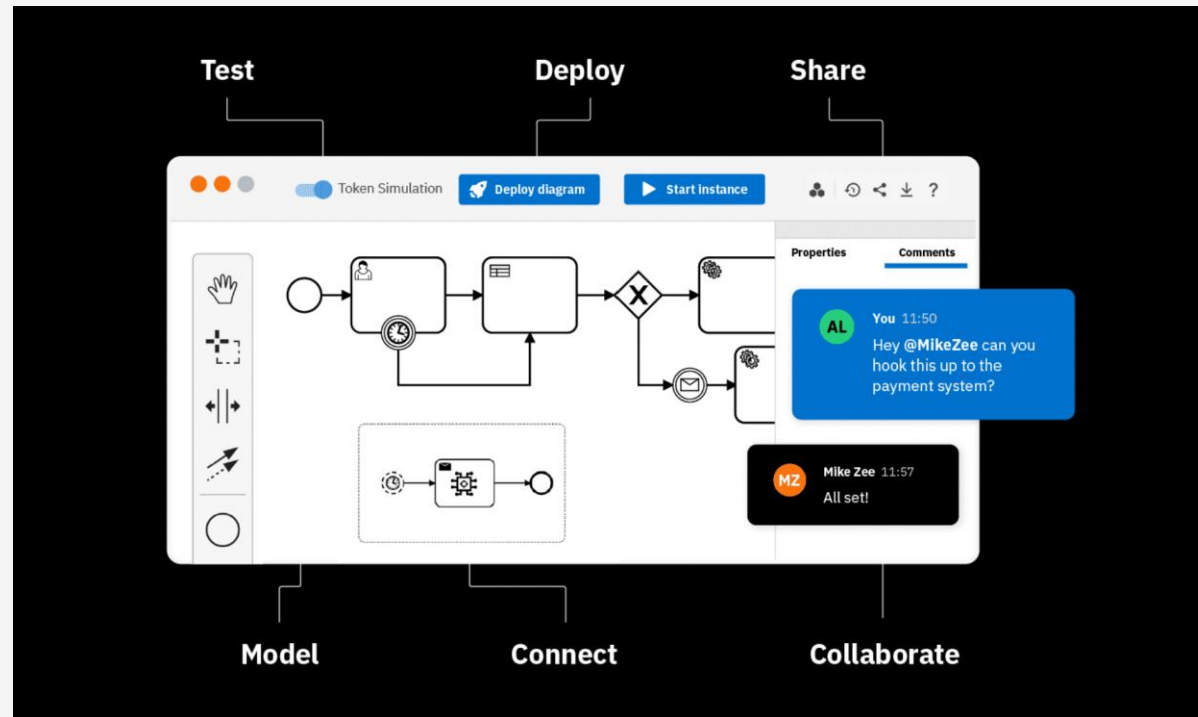 Test
Deploy
Share
Token Simulation
Deploy diagram
Start instance
?
Properties
Comments
AL
You 11:50
Hey @MikeZee can you
hook this up to the
payment system?
MZ
Mike Zee 11:57
All set!
Model
Connect
Collaborate